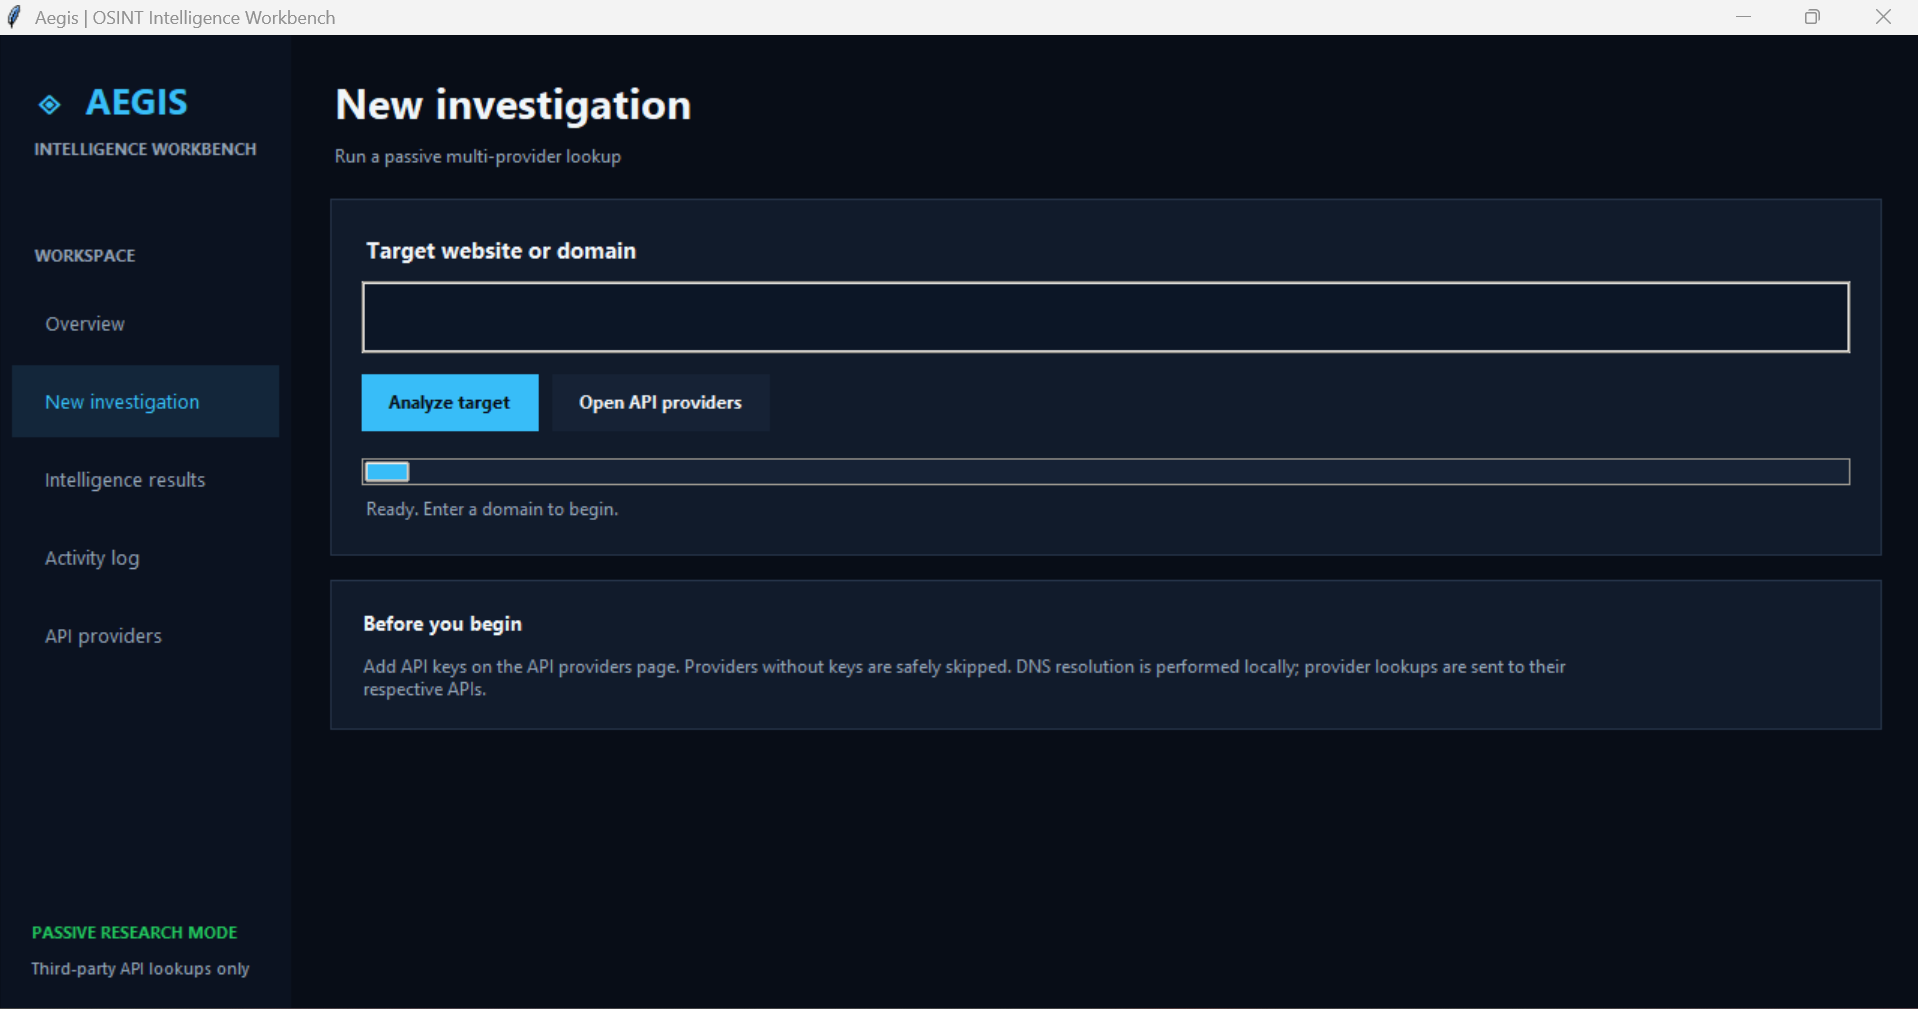 Aegis | OSINT Intelligence Workbench
AEGIS
INTELLIGENCE WORKBENCH
WORKSPACE
Overview
New investigation
Intelligence results
Activity log
API providers
PASSIVE RESEARCH MODE
Third-party API lookups only
New investigation
Run a passive multi-provider lookup
Target website or domain
Analyze target
Open API providers
Ready. Enter a domain to begin.
Before you begin
Add API keys on the API providers page. Providers without keys are safely skipped. DNS resolution is performed locally; provider lookups are sent to their
respective APIs.